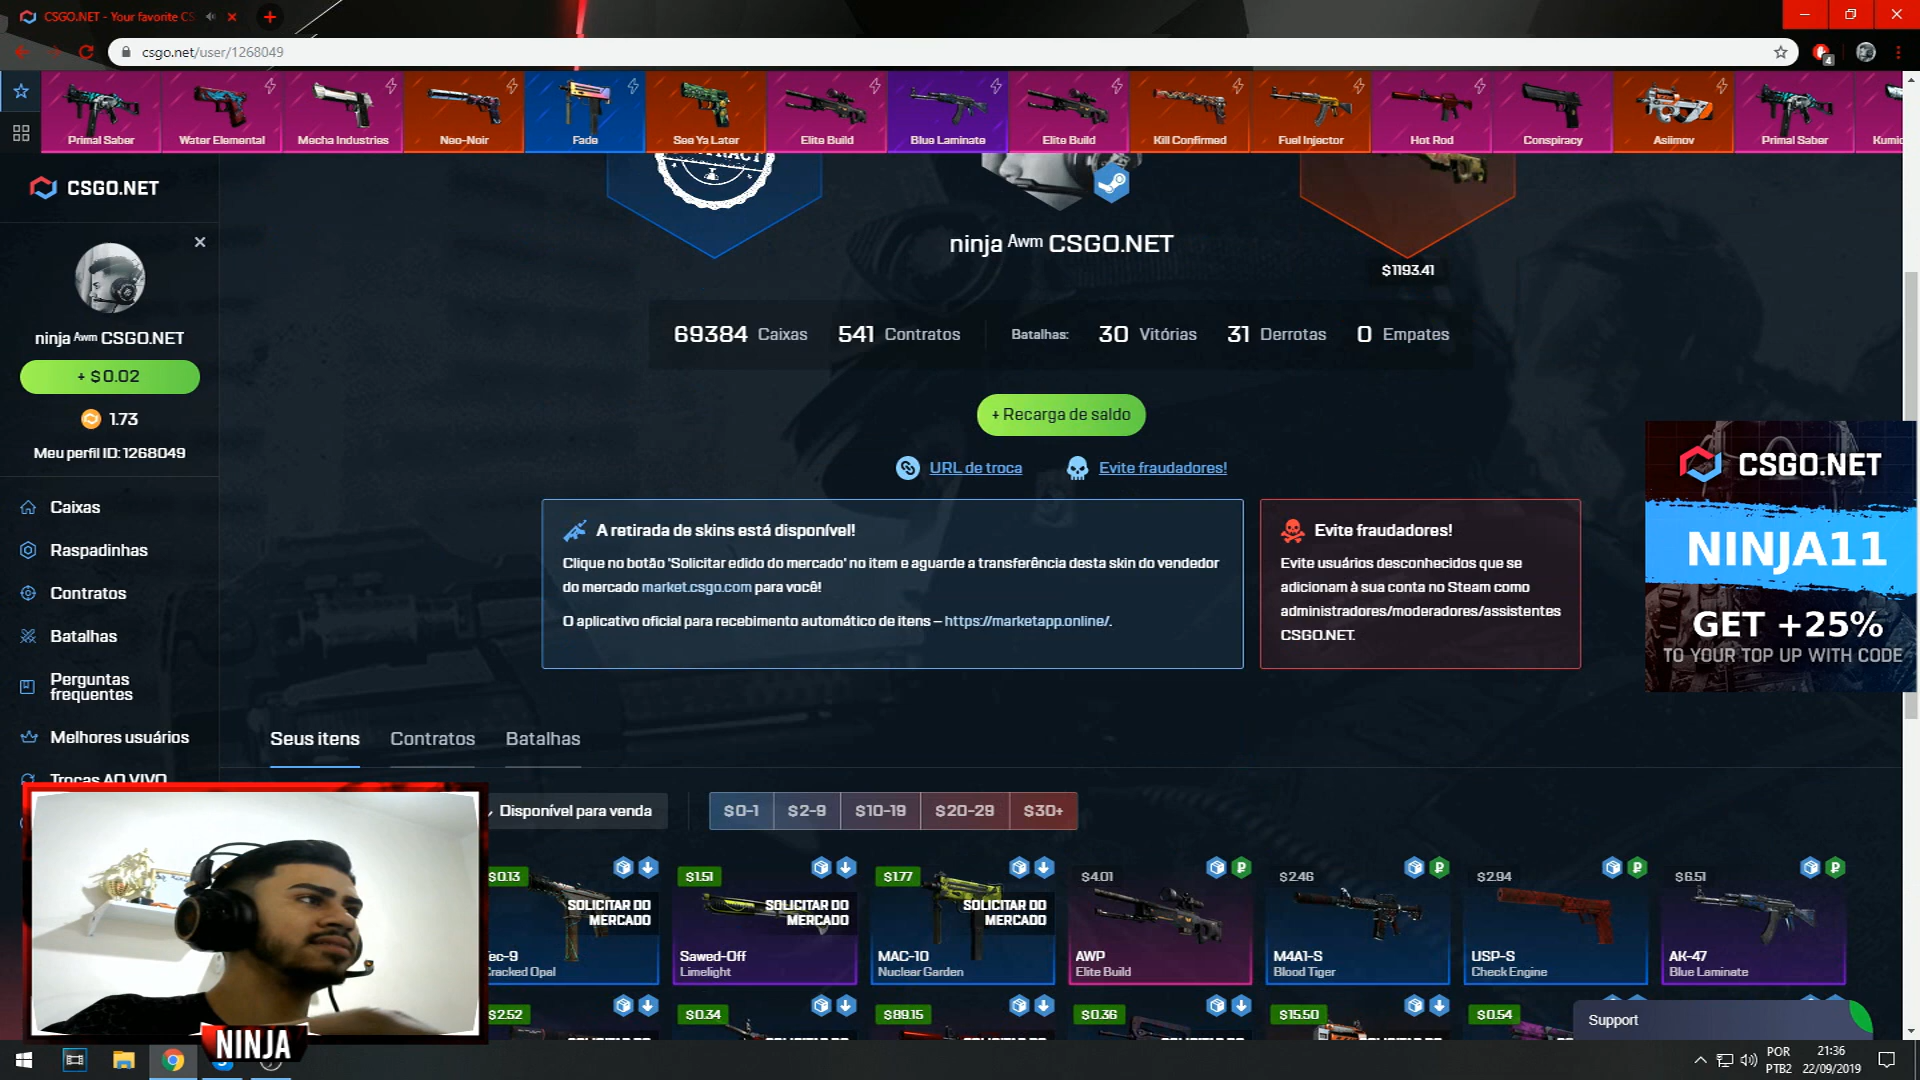 CSGO.NET - Your favorite CS
csgo.net/user/1268049
4
Primal Saber
Water Elemental
Mecha Industries
Neo-Noir
Fade
See Ya Later
Elite Build
Blue Laminate
Elite Build
Kill Confirmed
Fuel Injector
Hot Rod
Conspiracy
Asiimov
Primal Saber
CSGO.NET
ninja Awm CSGO.NET
$1193.41
ninja Awm CSGO.NET
+ $0.02
1.73
Meu perfil ID: 1268049
69384 Caixas
541 Contratos
Batalhas:
30 Vitórias
31 Derrotas
0 Empates
+ Recarga de saldo
URL de troca
Evite fraudadores!
A retirada de skins está disponível!
Clique no botão 'Solicitar edido do mercado' no item e aguarde a transferência desta skin do vendedor
do mercado market.csgo.com para você!
O aplicativo oficial para recebimento automático de itens – https://marketapp.online/.
Evite fraudadores!
Evite usuários desconhecidos que se
adicionam à sua conta no Steam como
administradores/moderadores/assistentes
CSGO.NET.
CSGO.NET
NINJA11
GET +25%
TO YOUR TOP UP WITH CODE
Caixas
Raspadinhas
Contratos
Batalhas
Perguntas
frequentes
Melhores usuários
Trocas AO VIVO
Seus itens
Contratos
Batalhas
Disponível para venda
$0-1
$2-9
$10-19
$20-29
$30+
$0.13
SOLICITAR DO
MERCADO
Tec-9
Cracked Opal
$1.51
SOLICITAR DO
MERCADO
Sawed-Off
Limelight
$1.77
SOLICITAR DO
MERCADO
MAC-10
Nuclear Garden
$4.01
AWP
Elite Build
$2.46
M4A1-S
Blood Tiger
$2.94
USP-S
Check Engine
$6.51
AK-47
Blue Laminate
$2.52
$0.34
$89.15
$0.36
$15.50
$0.54
Support
NINJA
POR
PTB2
21:36
22/09/2019